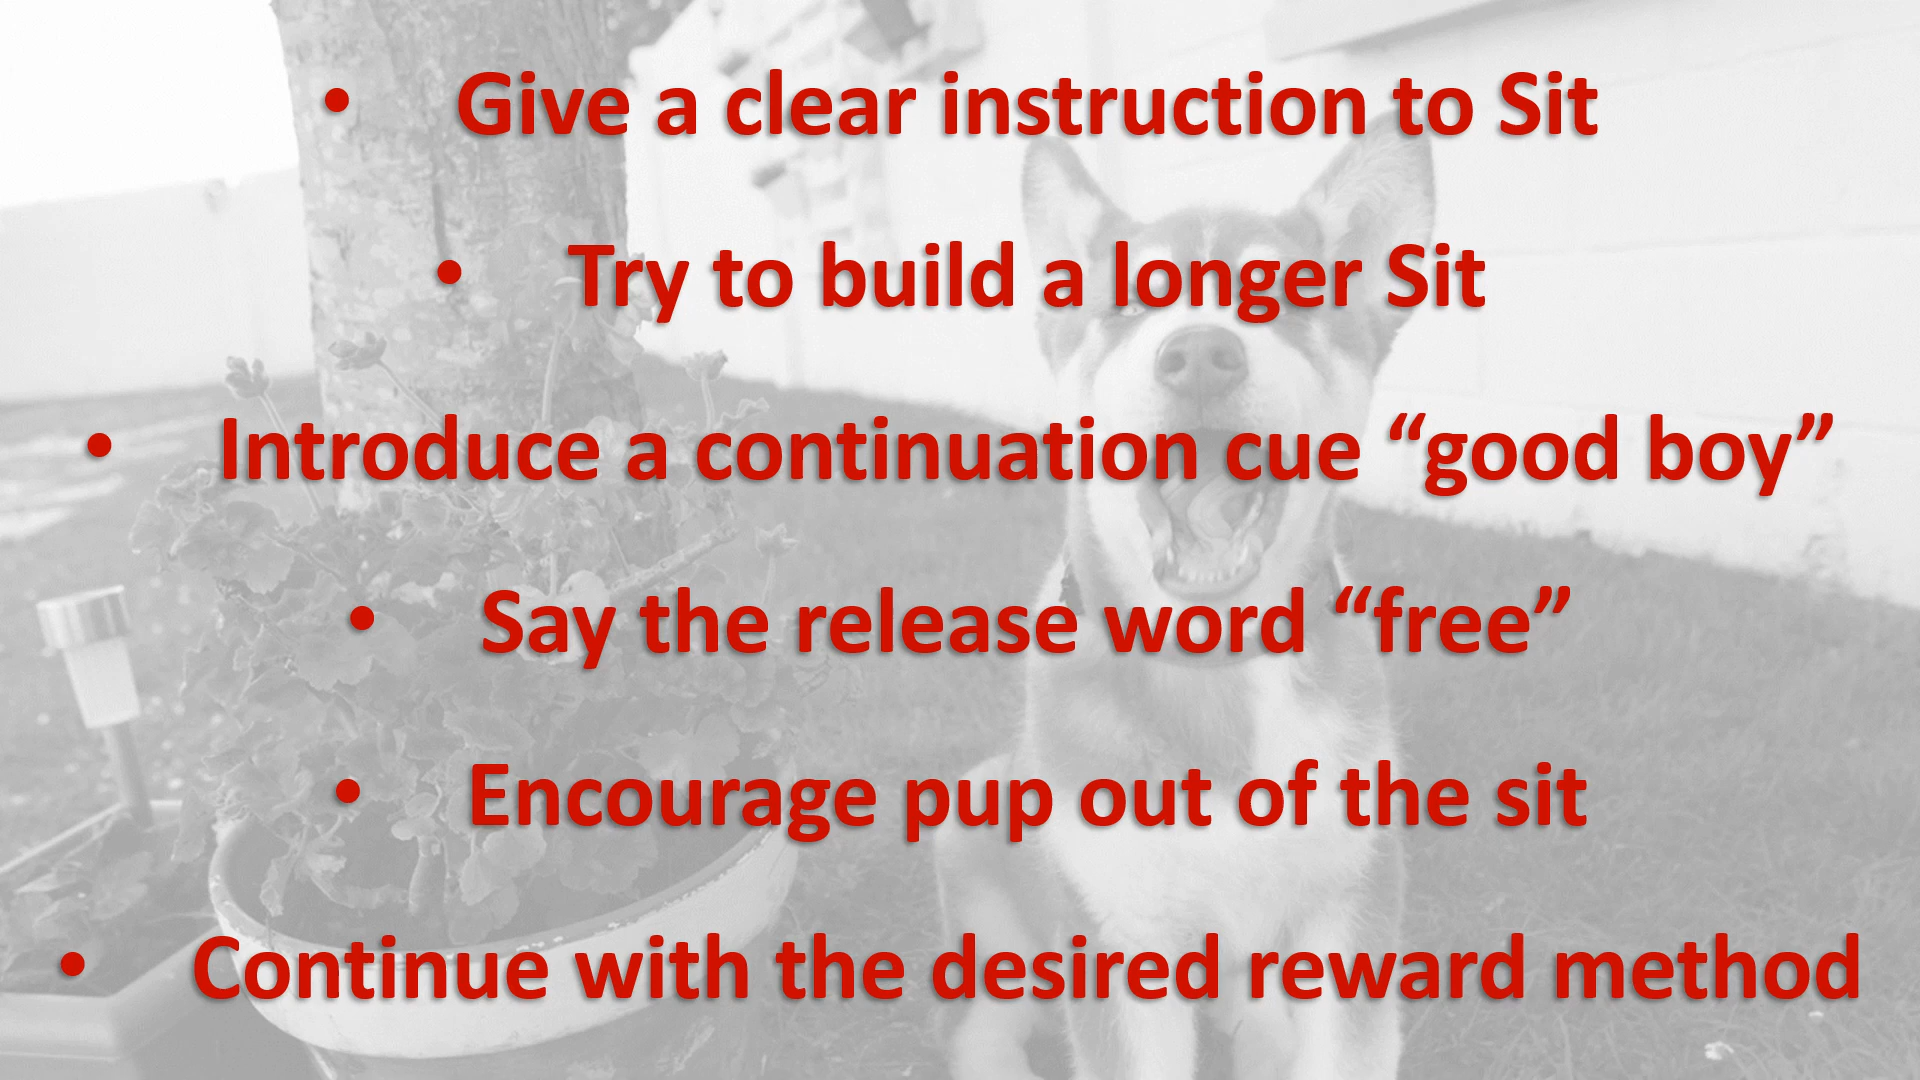 • Give a clear instruction to Sit
• Try to build a longer Sit
• Introduce a continuation cue “good boy”
• Say the release word “free”
• Encourage pup out of the sit
• Continue with the desired reward method